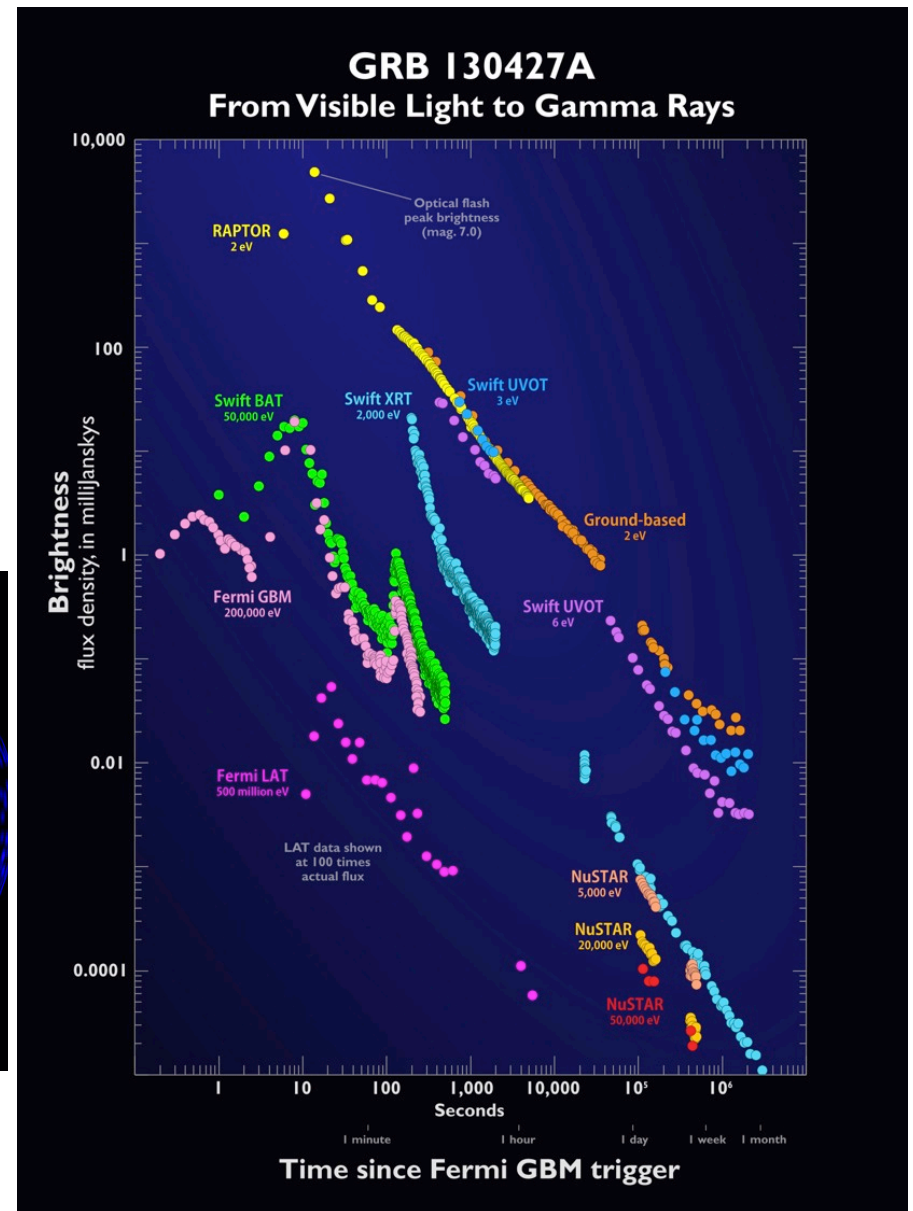 GRB 130427A
From Visible Light to Gamma Rays
10,000
100
1
0.01
0.0001
Brightness
flux density, in millijanskys
Optical flash
peak brightness
(mag. 7.0)
RAPTOR
2 eV
Swift BAT
50,000 eV
Swift XRT
2,000 eV
Swift UVOT
3 eV
Ground-based
2 eV
Fermi GBM
200,000 eV
Swift UVOT
6 eV
Fermi LAT
500 million eV
LAT data shown
at 100 times
actual flux
NuSTAR
5,000 eV
NuSTAR
20,000 eV
NuSTAR
50,000 eV
1 10 100 1,000 10,000 10⁵ 10⁶
Seconds
1 minute 1 hour 1 day 1 week 1 month
Time since Fermi GBM trigger